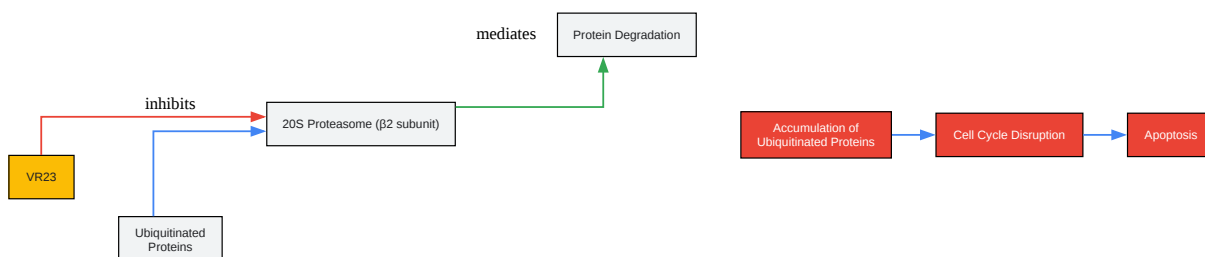 mediates
Protein Degradation
inhibits
20S Proteasome (β2 subunit)
VR23
Ubiquitinated
Proteins
Accumulation of
Ubiquitinated Proteins
Cell Cycle Disruption
Apoptosis